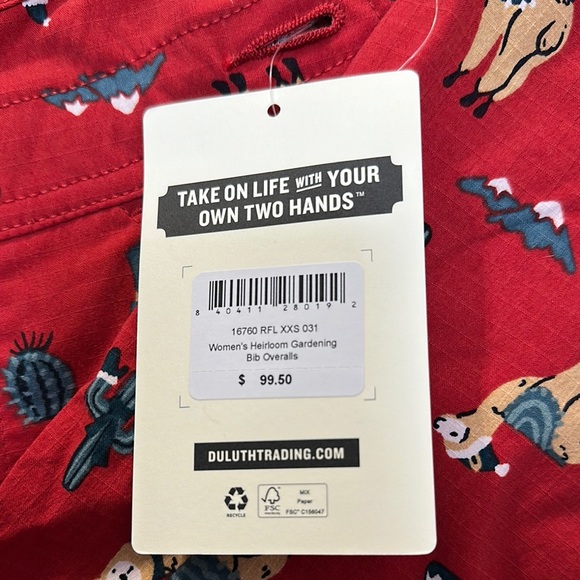 TAKE ON LIFE WITH YOUR
OWN TWO HANDS™
8 40411 28019 2
16760 RFL XXS 031
Women's Heirloom Gardening
Bib Overalls
$ 99.50
DULUTHTRADING.COM
RECYCLE
FSC
MIX
Paper
FSC® C156047